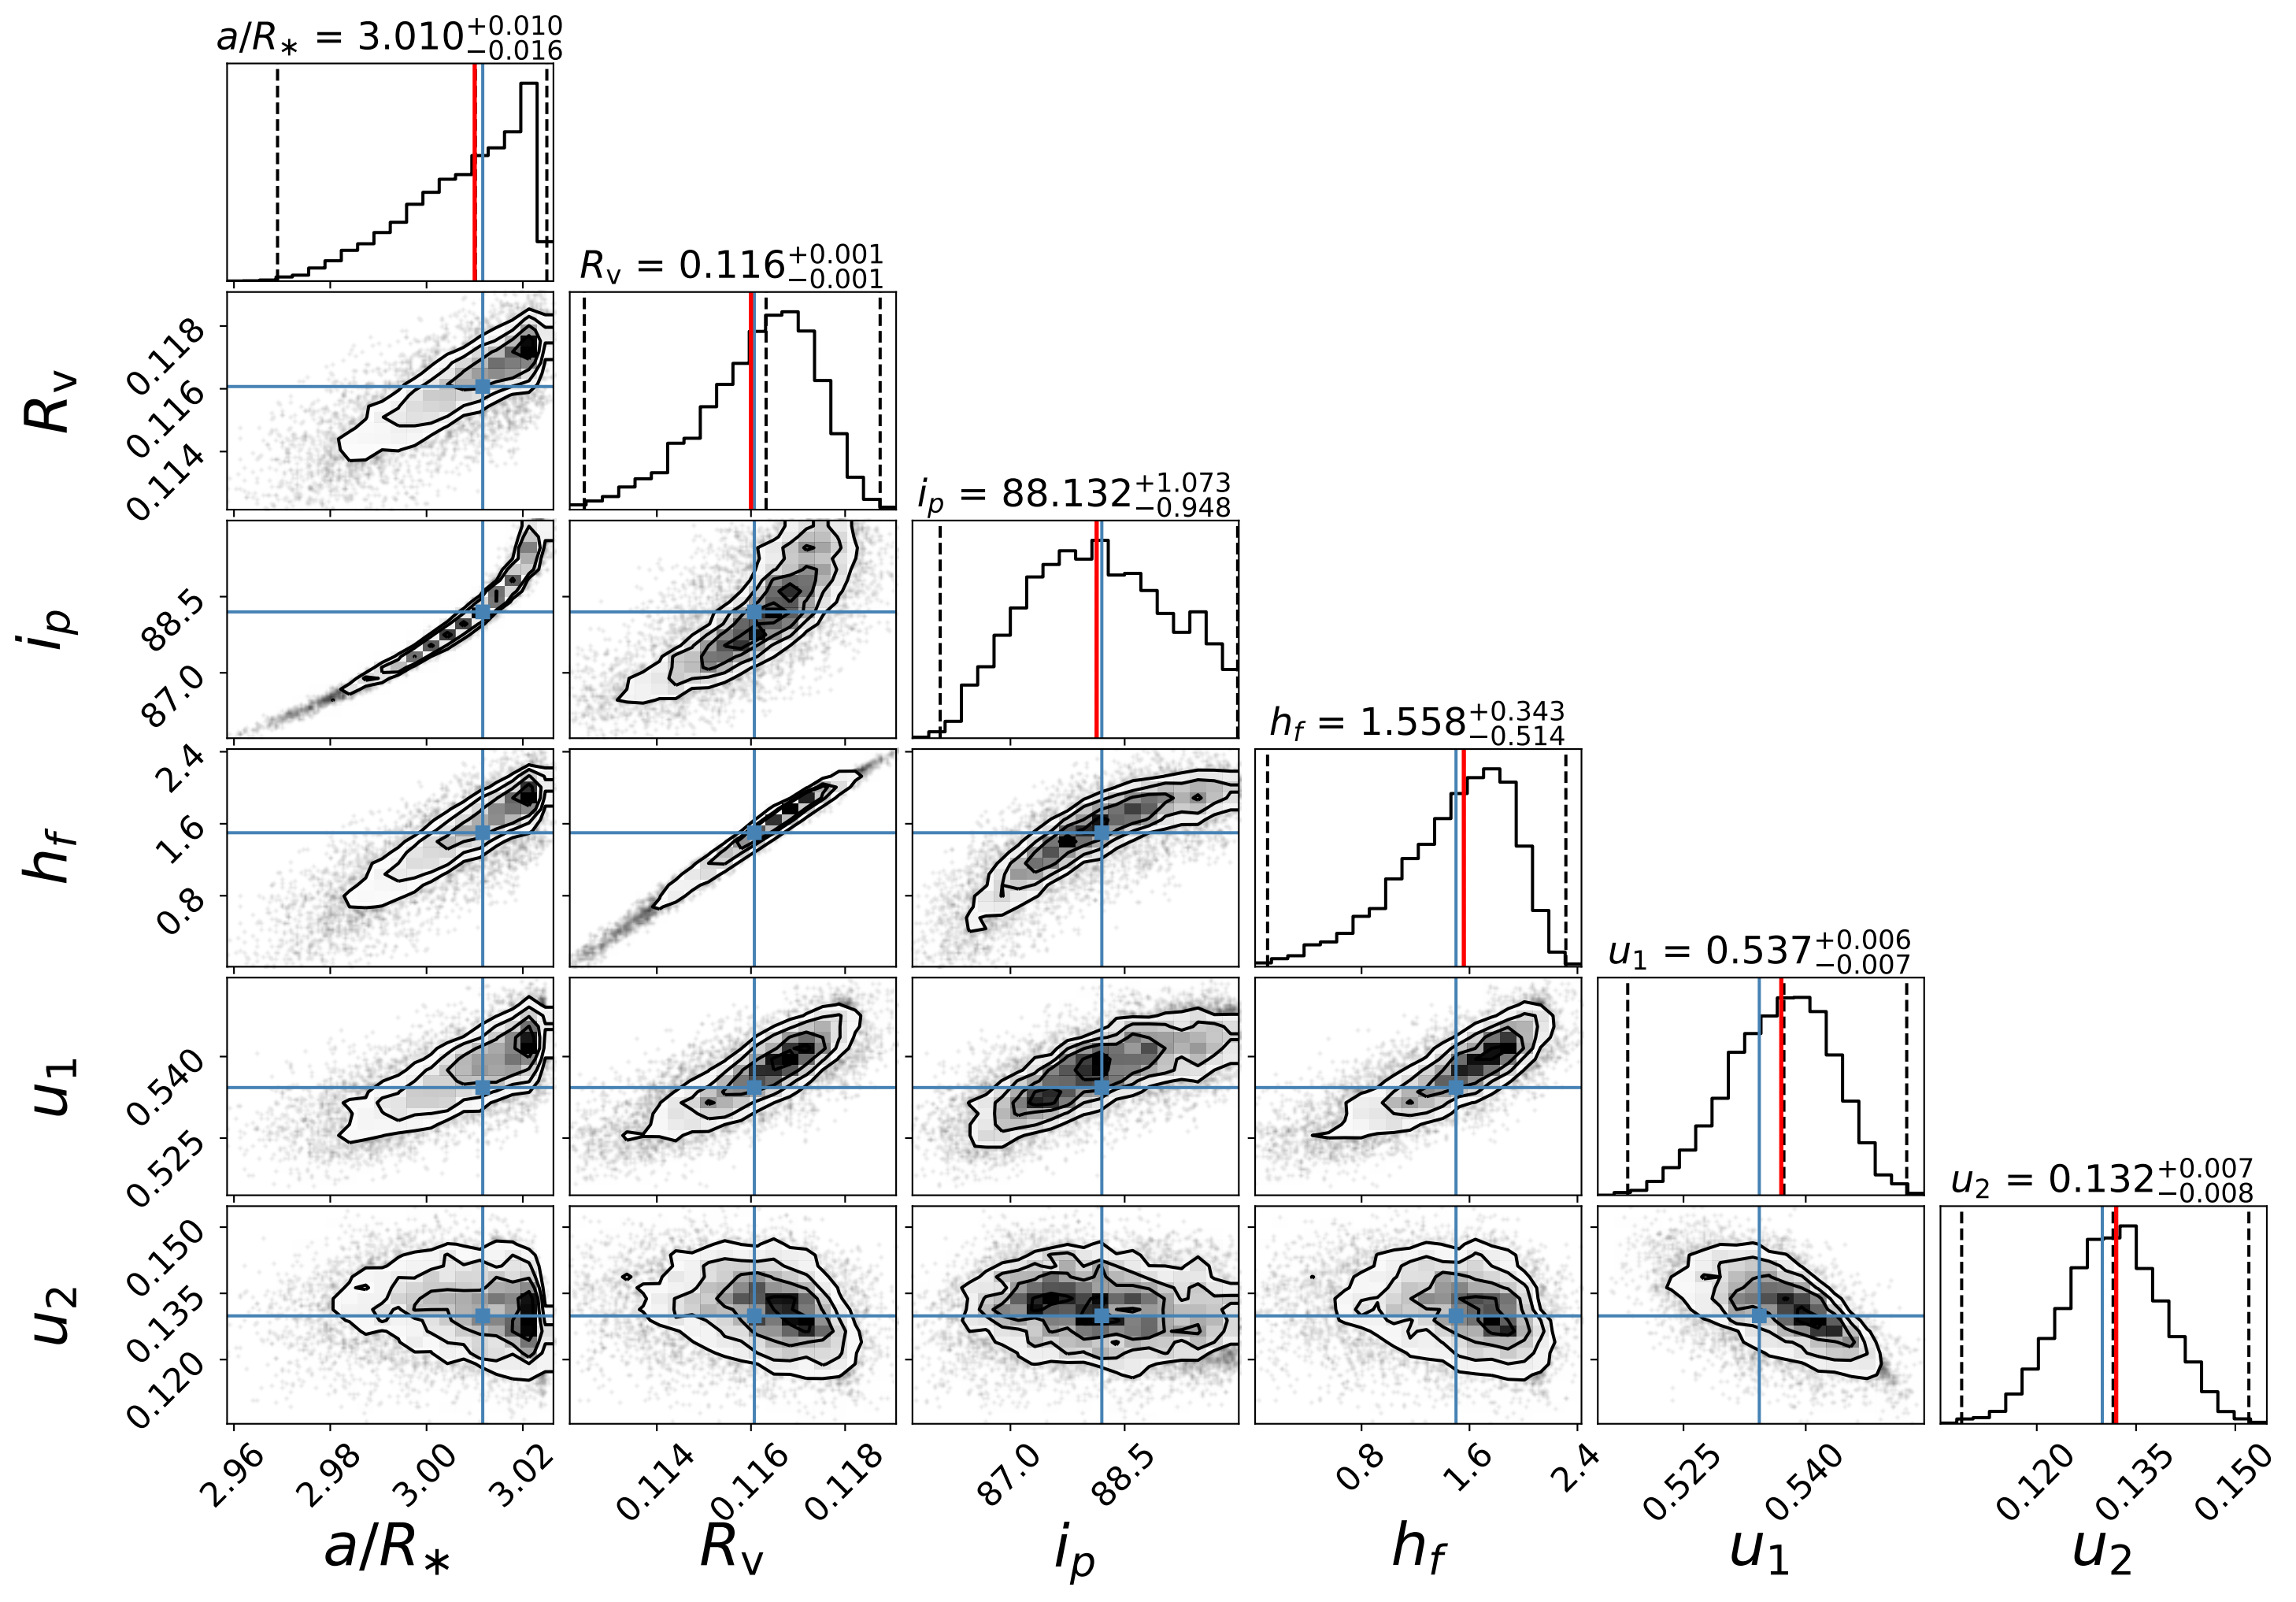 a/R∗ = 3.010 +0.010 −0.016
Rv = 0.116 +0.001 −0.001
ip = 88.132 +1.073 −0.948
hf = 1.558 +0.343 −0.514
u1 = 0.537 +0.006 −0.007
u2 = 0.132 +0.007 −0.008
Rv
0.118
0.116
0.114
ip
88.5
87.0
hf
2.4
1.6
0.8
u1
0.540
0.525
u2
0.150
0.135
0.120
2.96 2.98 3.00 3.02 0.114 0.116 0.118 87.0 88.5 0.8 1.6 2.4 0.525 0.540 0.120 0.135 0.150
a/R∗ Rv ip hf u1 u2